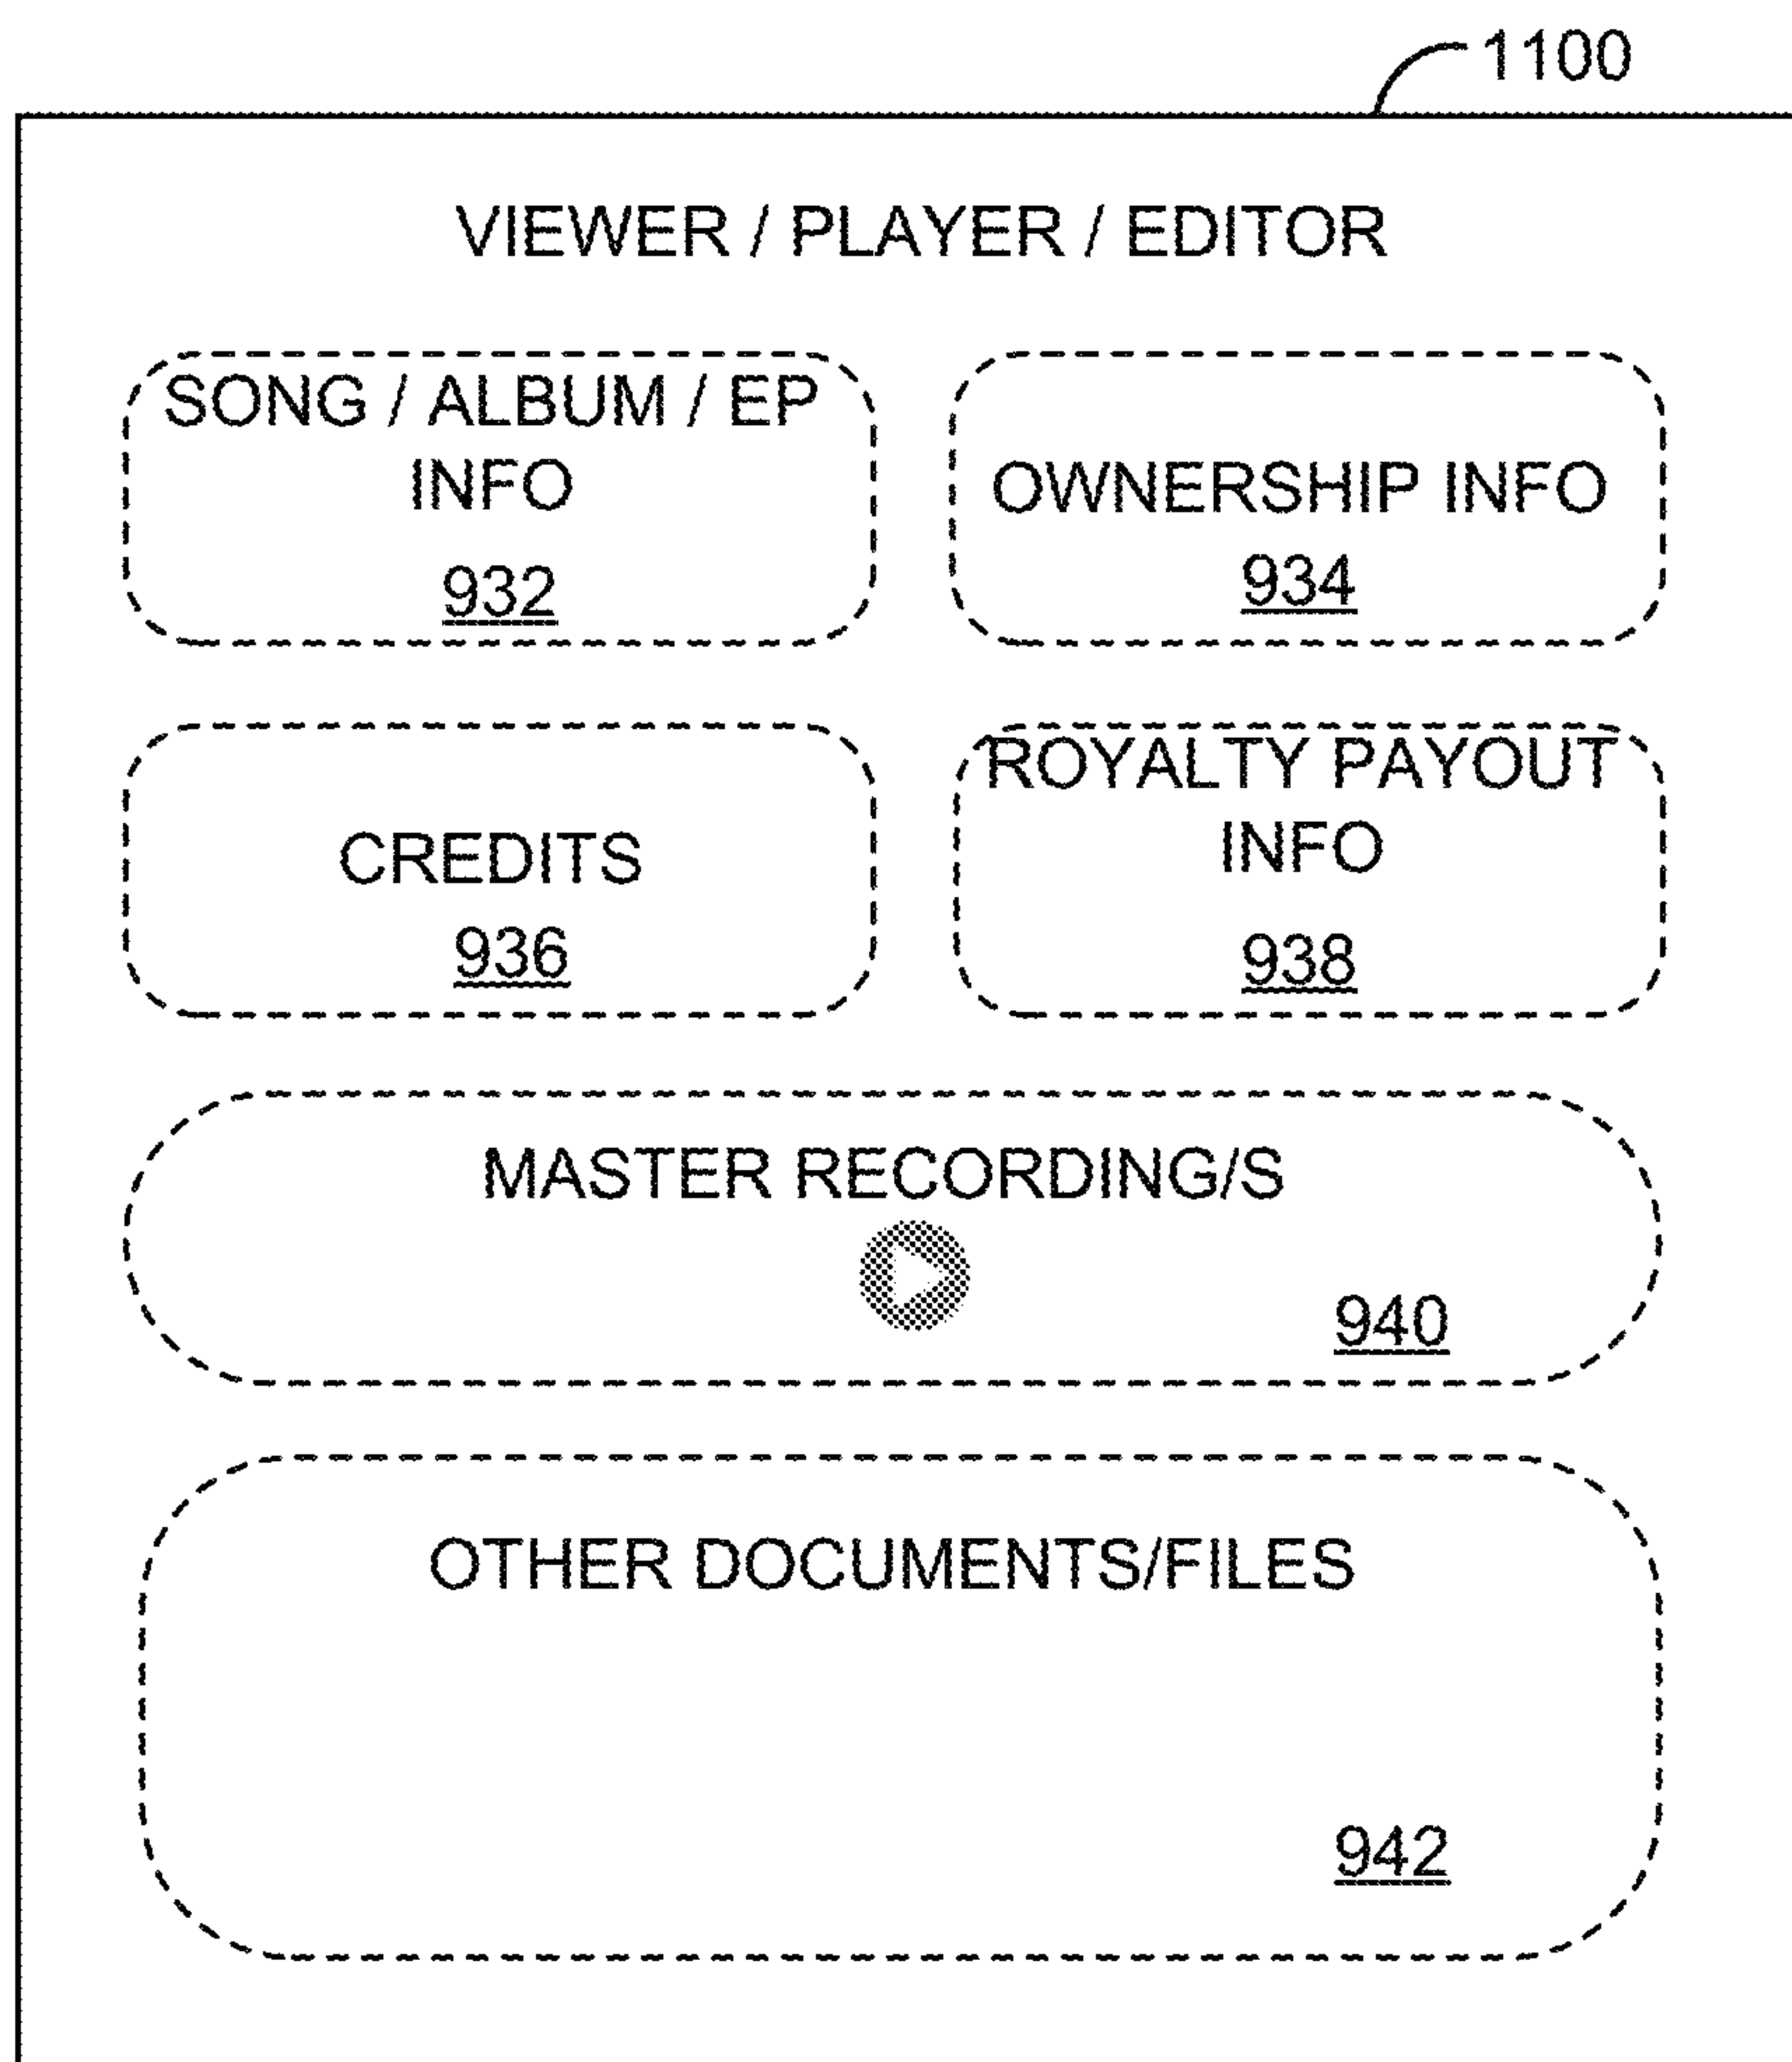 1100
VIEWER / PLAYER / EDITOR
SONG / ALBUM / EP
INFO
932
OWNERSHIP INFO
934
CREDITS
936
ROYALTY PAYOUT
INFO
938
MASTER RECORDING/S
940
OTHER DOCUMENTS/FILES
942